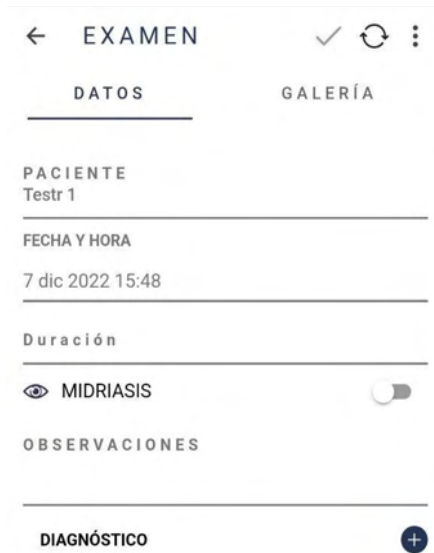 EXAMEN
DATOS GALERÍA
PACIENTE
Testr 1
FECHA Y HORA
7 dic 2022 15:48
Duración
MIDRIASIS
OBSERVACIONES
DIAGNÓSTICO